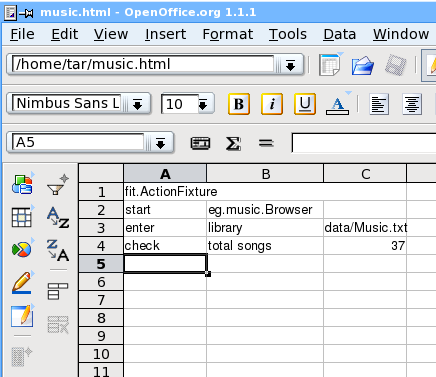 music.html - OpenOffice.org 1.1.1
File Edit View Insert Format Tools Data Window
/home/tar/music.html
Nimbus Sans L 10 B i U A
A5 Σ =
A B C
1 fit.ActionFixture
2 start eg.music.Browser
3 enter library data/Music.txt
4 check total songs 37
5
6
7
8
9
10
11